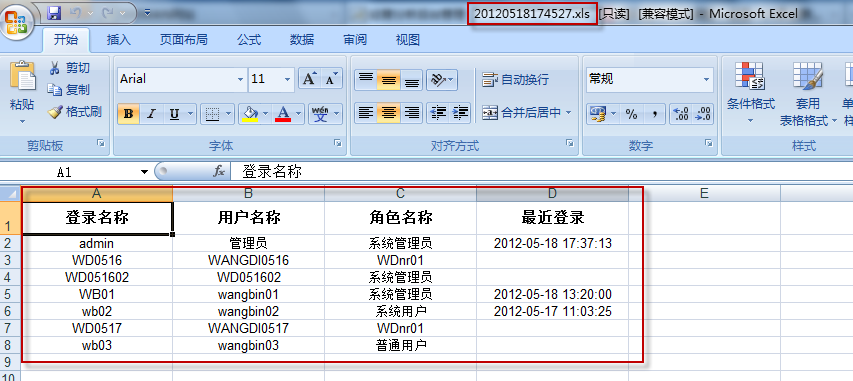 20120518174527.xls [只读] [兼容模式] - Microsoft Excel
开始 插入 页面布局 公式 数据 审阅 视图
粘贴 剪切 复制 格式刷 剪贴板
Arial 11
B I U A wén 字体
自动换行
合并后居中
对齐方式
常规
% , .0 .00 .00 .0
数字
条件格式 套用 表格格式 样式
A1 fx 登录名称
A B C D E
1 登录名称 用户名称 角色名称 最近登录
2 admin 管理员 系统管理员 2012-05-18 17:37:13
3 WD0516 WANGDI0516 WDnr01
4 WD051602 WD051602 系统管理员
5 WB01 wangbin01 系统管理员 2012-05-18 13:20:00
6 wb02 wangbin02 系统用户 2012-05-17 11:03:25
7 WD0517 WANGDI0517 WDnr01
8 wb03 wangbin03 普通用户
9
10